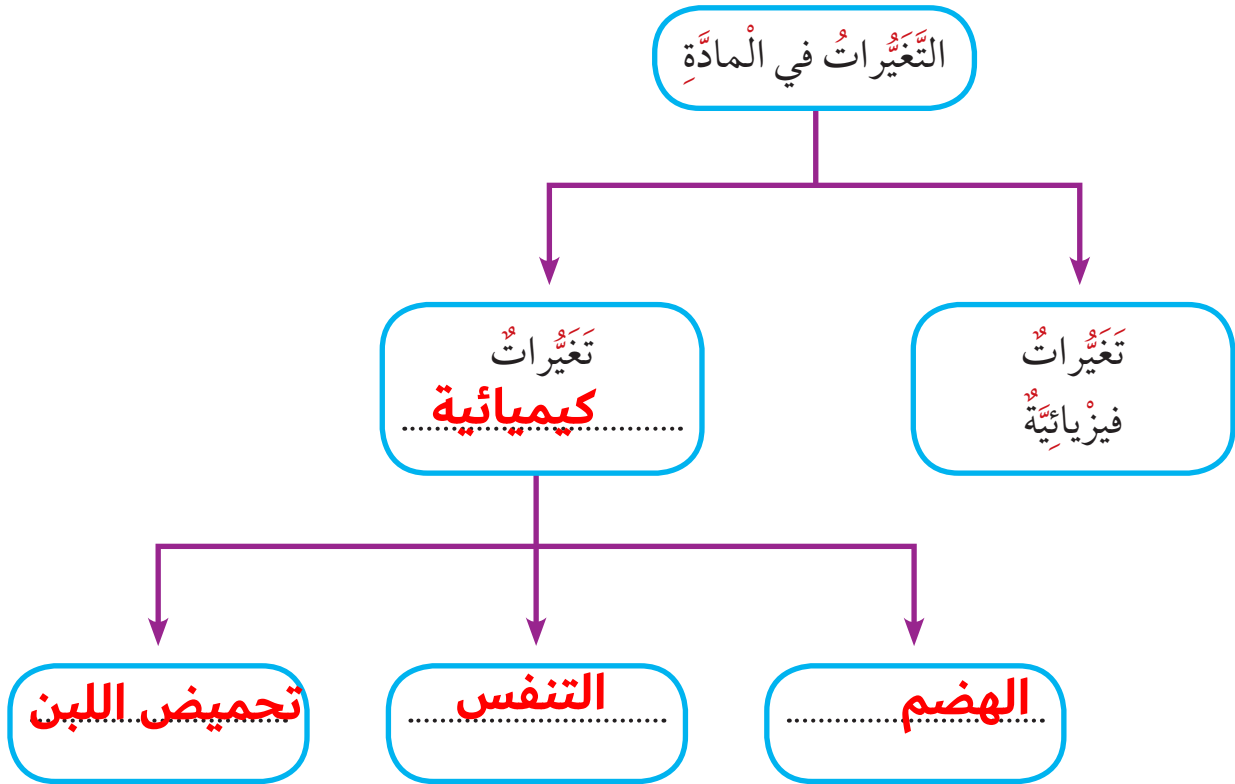 التَّغَيُّراتُ في الْمادَّةِ
تَغَيُّراتٌ
فيزْيائِيَّةٌ
تَغَيُّراتٌ
كيميائية
الهضم
التنفس
تحميض اللبن